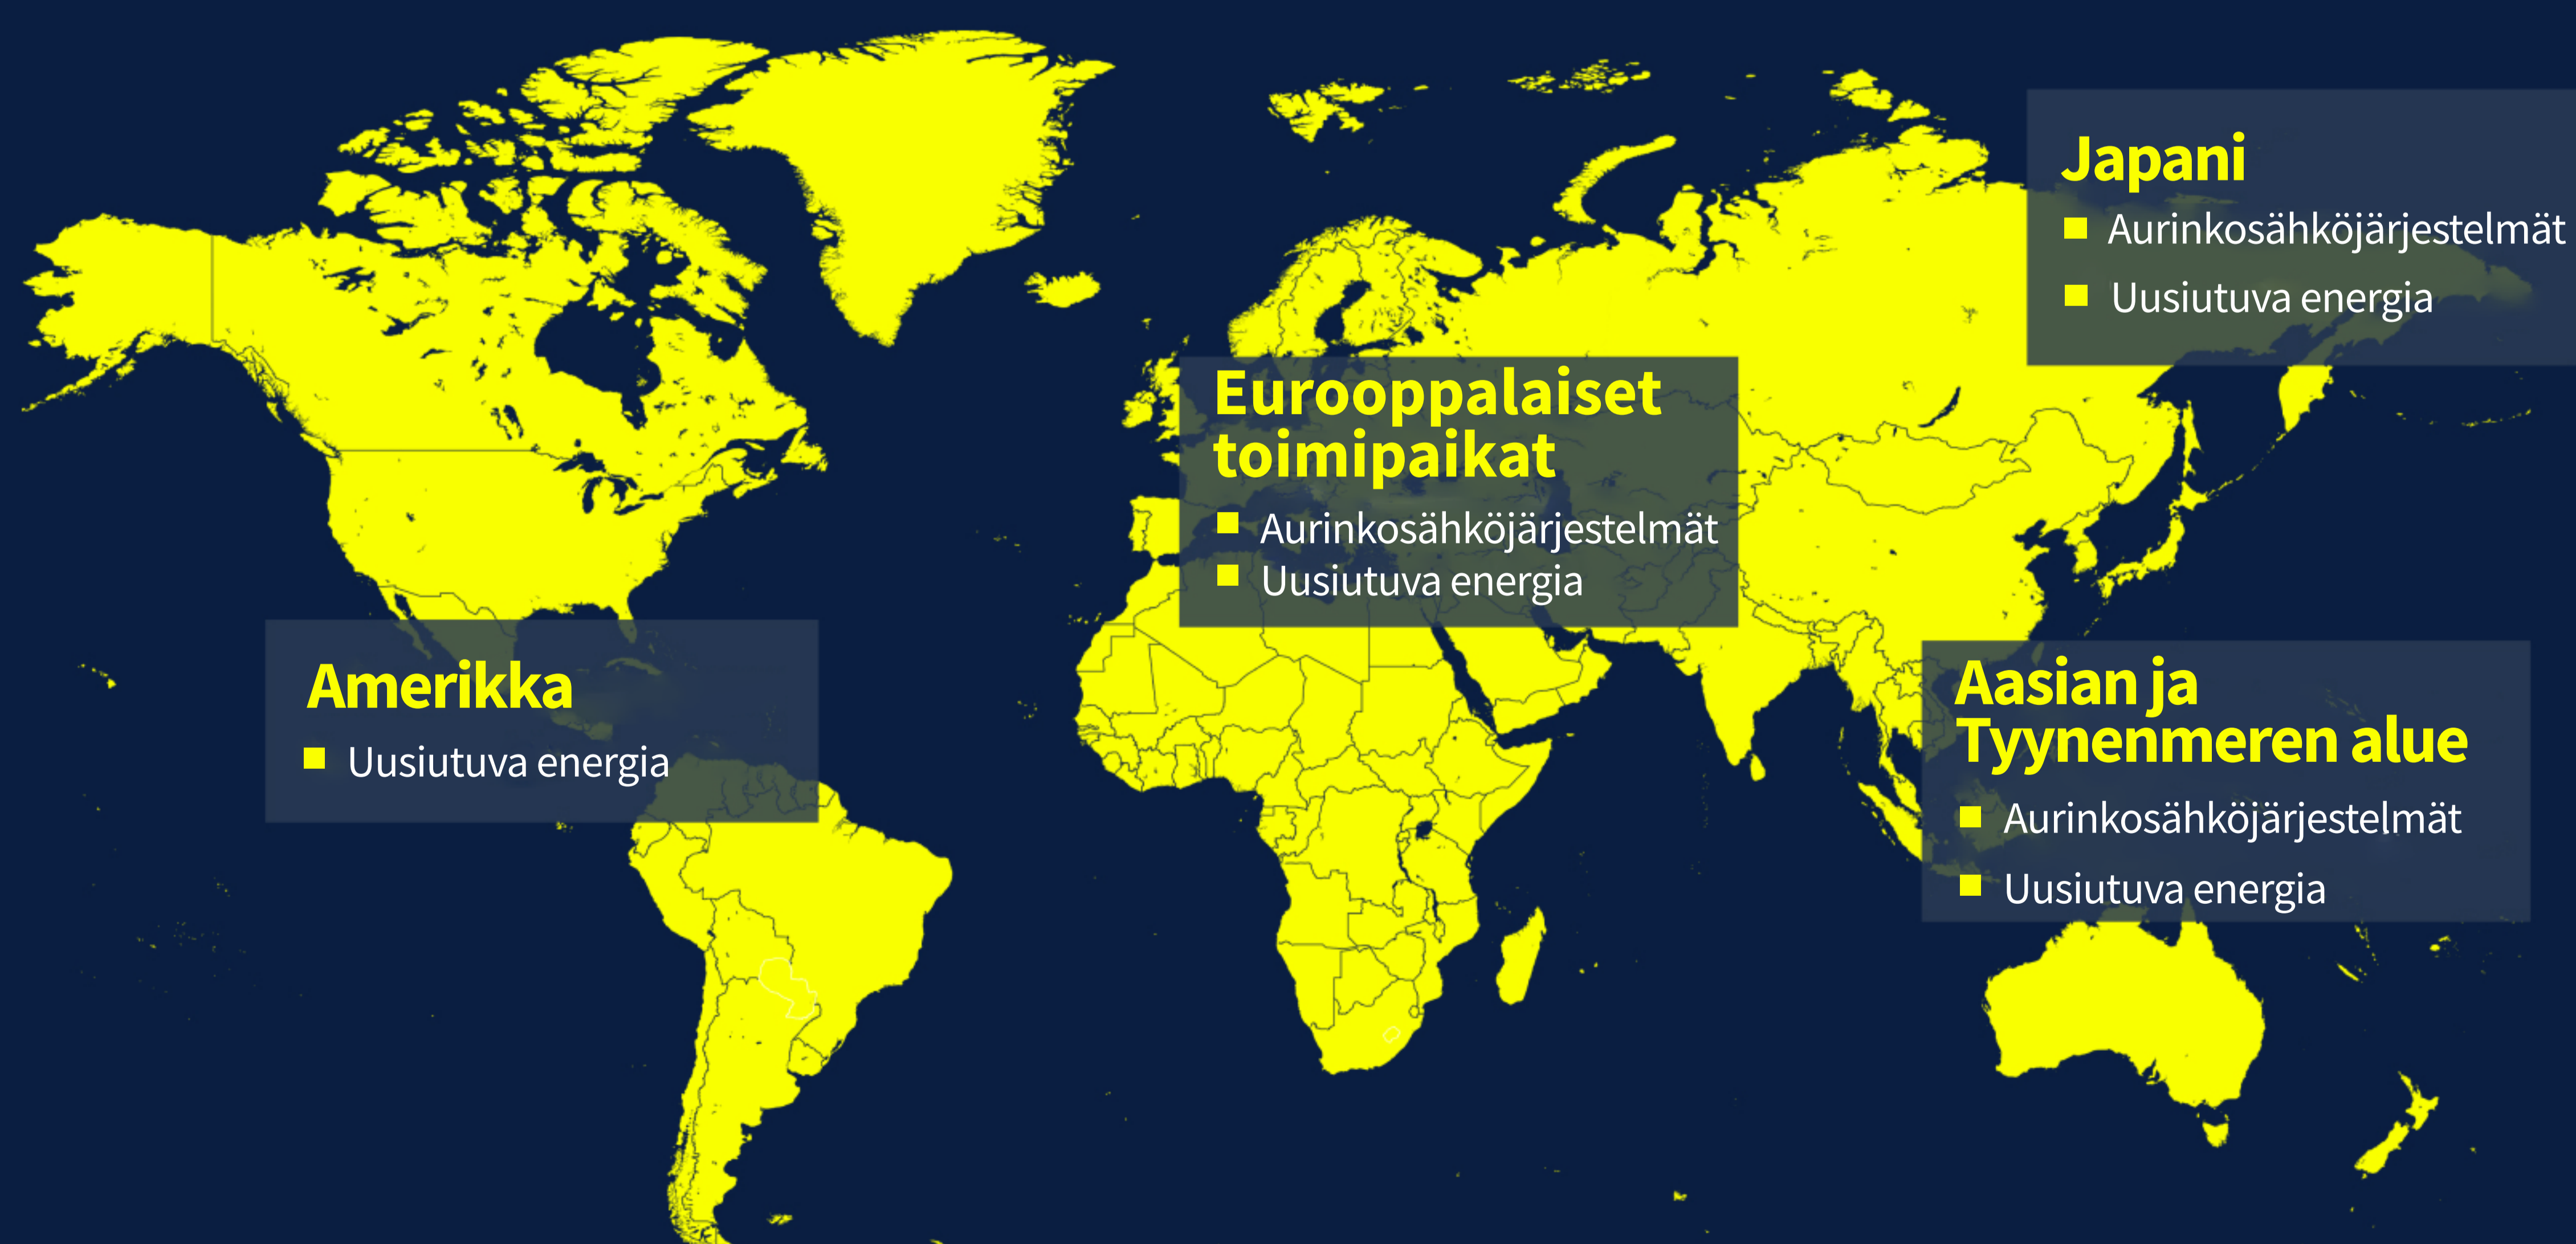 Japani
Aurinkosähköjärjestelmät
Uusiutuva energia
Eurooppalaiset
toimipaikat
Aurinkosähköjärjestelmät
Uusiutuva energia
Amerikka
Uusiutuva energia
Aasian ja
Tyynenmeren alue
Aurinkosähköjärjestelmät
Uusiutuva energia